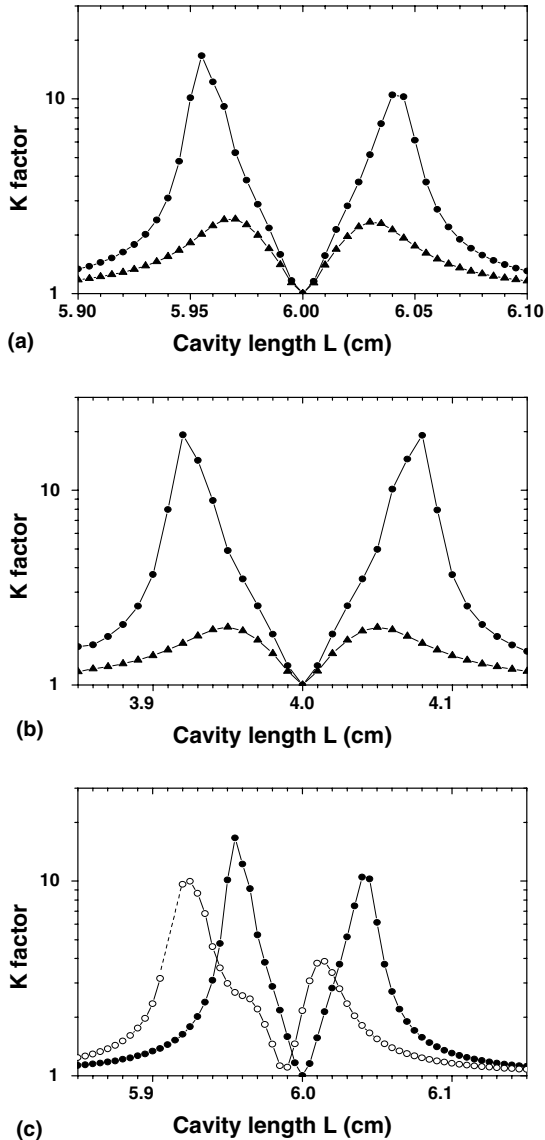 10
K factor
1
5.90
5.95
6.00
6.05
6.10
(a)
Cavity length L (cm)
10
K factor
1
3.9
4.0
4.1
(b)
Cavity length L (cm)
10
K factor
1
5.9
6.0
6.1
(c)
Cavity length L (cm)